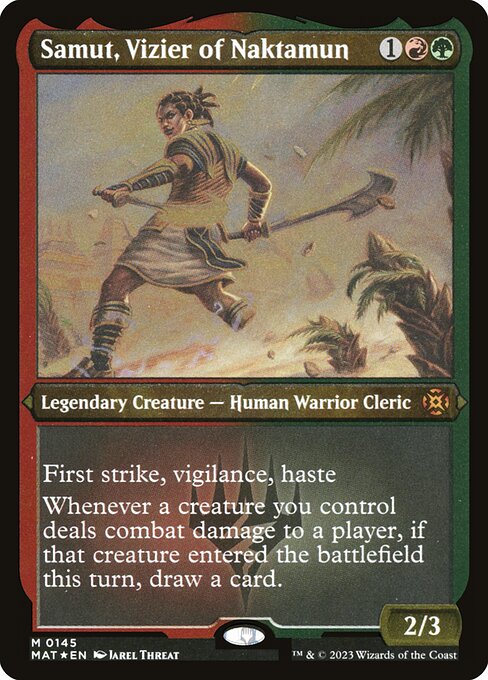 Samut, Vizier of Naktamun 1
Legendary Creature — Human Warrior Cleric
First strike, vigilance, haste
Whenever a creature you control
deals combat damage to a player, if
that creature entered the battlefield
this turn, draw a card.
2/3
M 0145
MAT★EN Jarel Threat ™ & © 2023 Wizards of the Coast